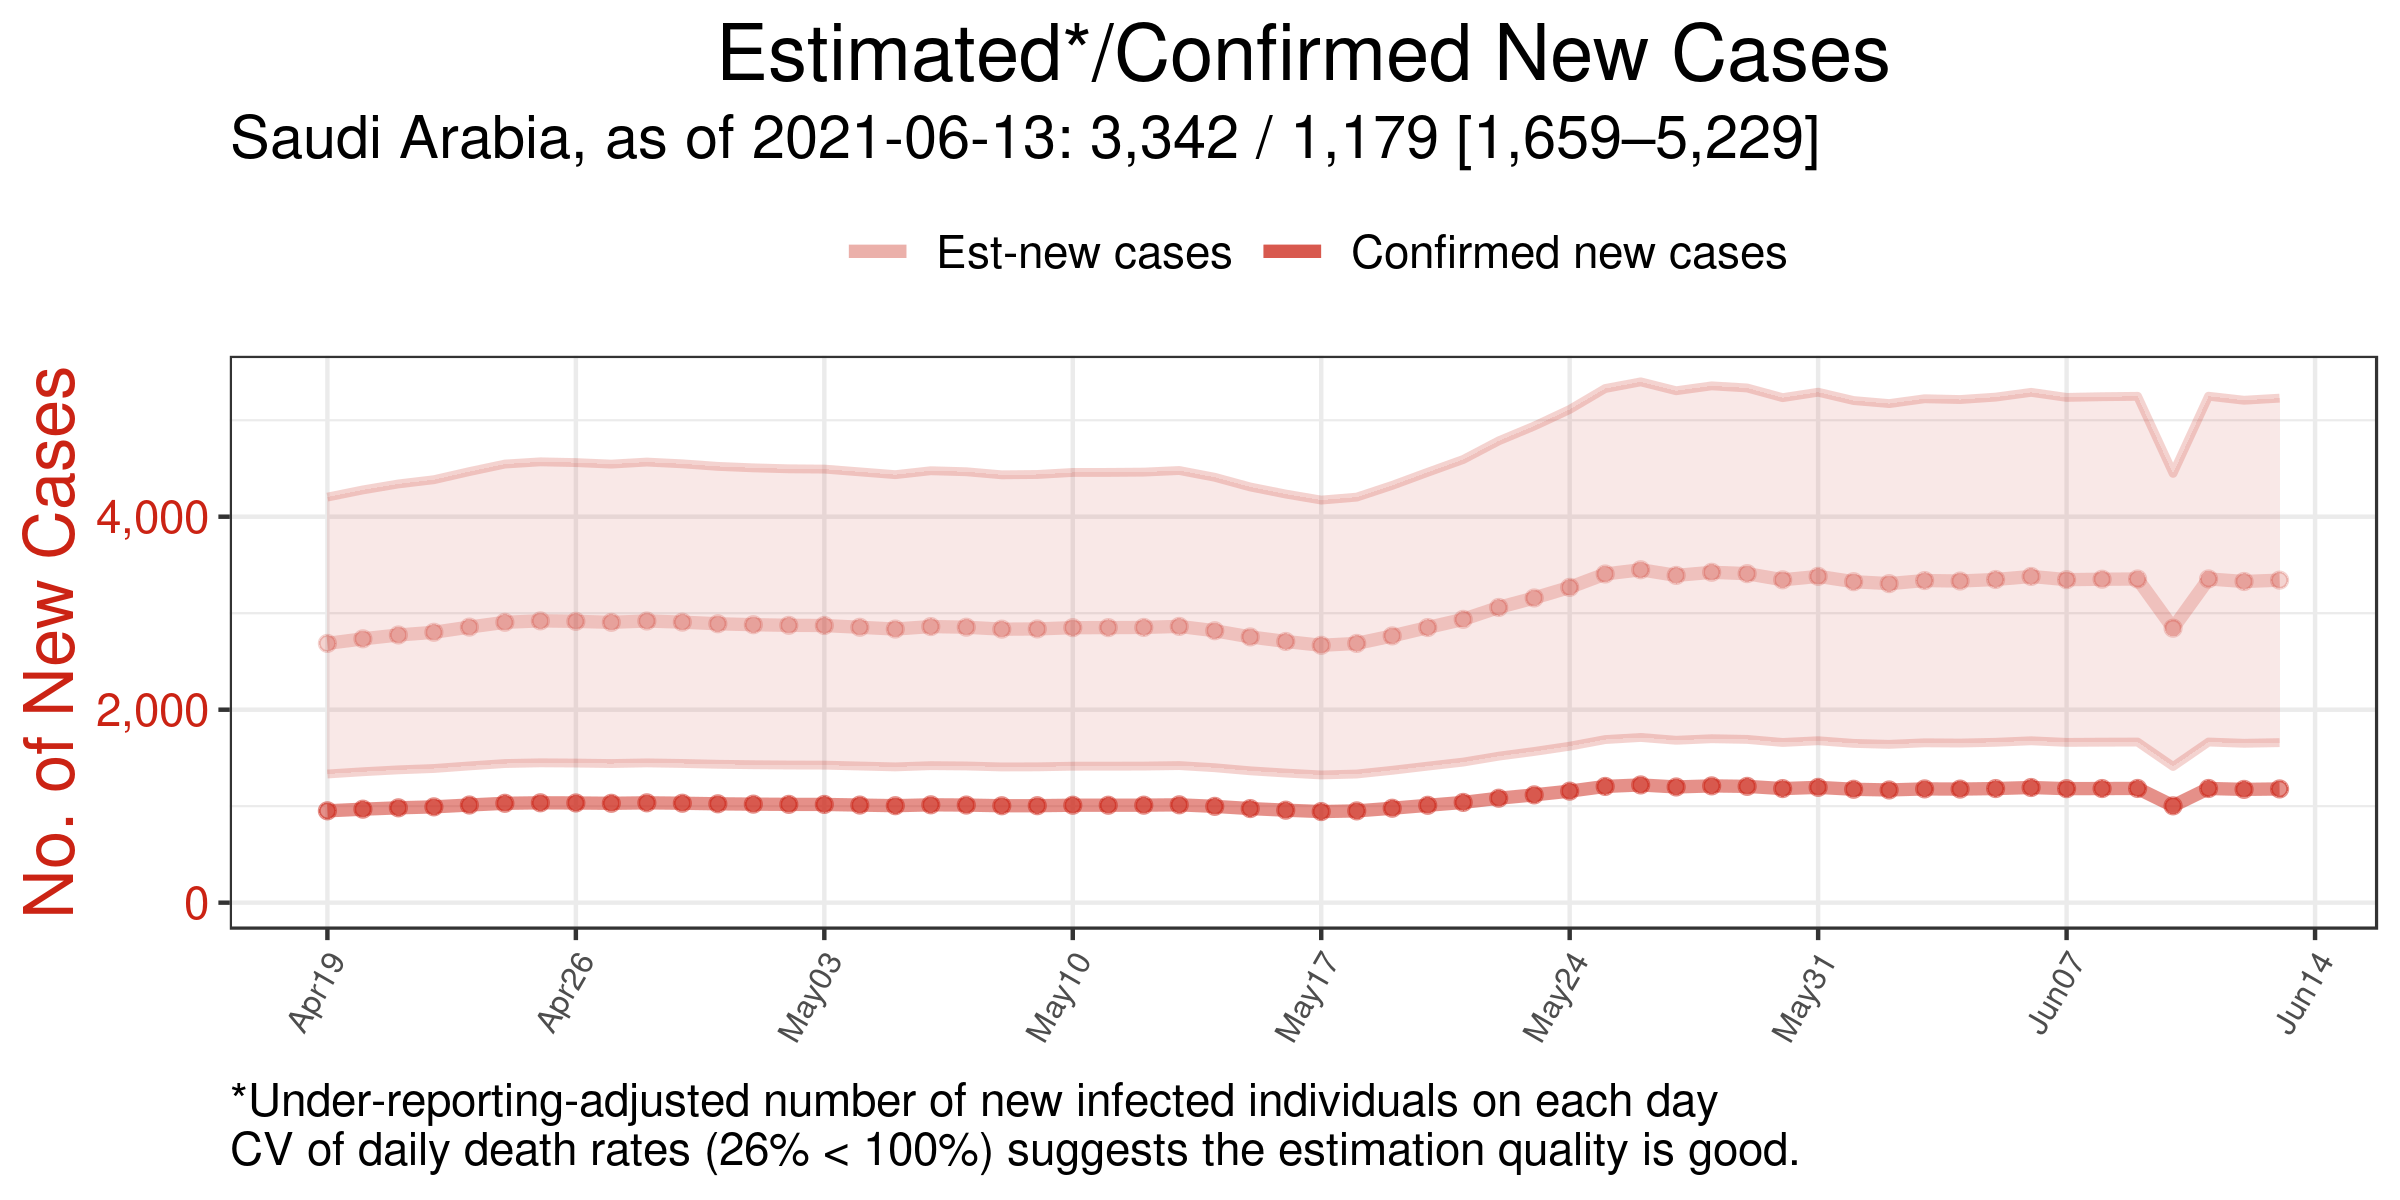 Estimated*/Confirmed New Cases
Saudi Arabia, as of 2021-06-13: 3,342 / 1,179 [1,659–5,229]
Est-new cases Confirmed new cases
No. of New Cases
4,000
2,000
0
Apr19 Apr26 May03 May10 May17 May24 May31 Jun07 Jun14
*Under-reporting-adjusted number of new infected individuals on each day
CV of daily death rates (26% < 100%) suggests the estimation quality is good.